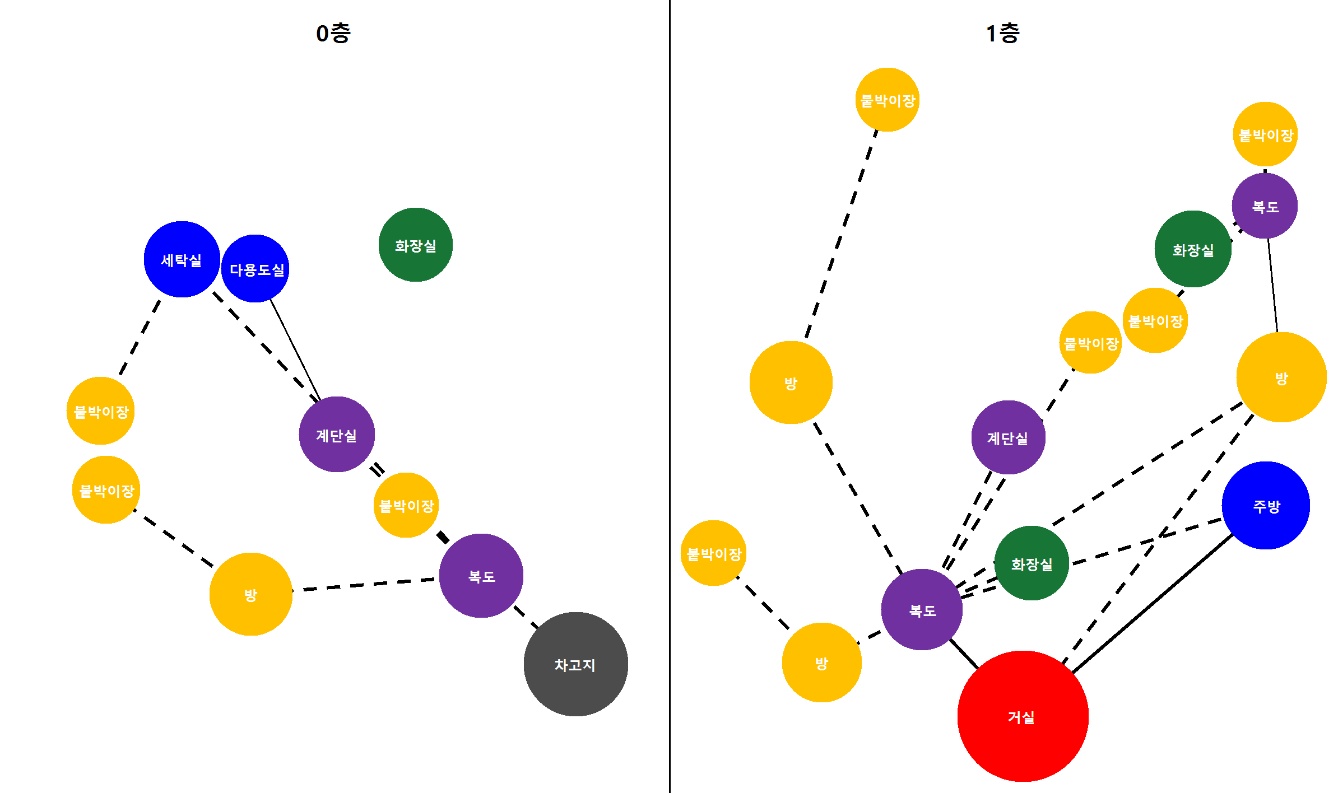 0층
세탁실
다용도실
화장실
붙박이장
계단실
붙박이장
붙박이장
복도
방
차고지
1층
붙박이장
붙박이장
복도
화장실
붙박이장
붙박이장
방
방
계단실
주방
붙박이장
화장실
복도
방
거실